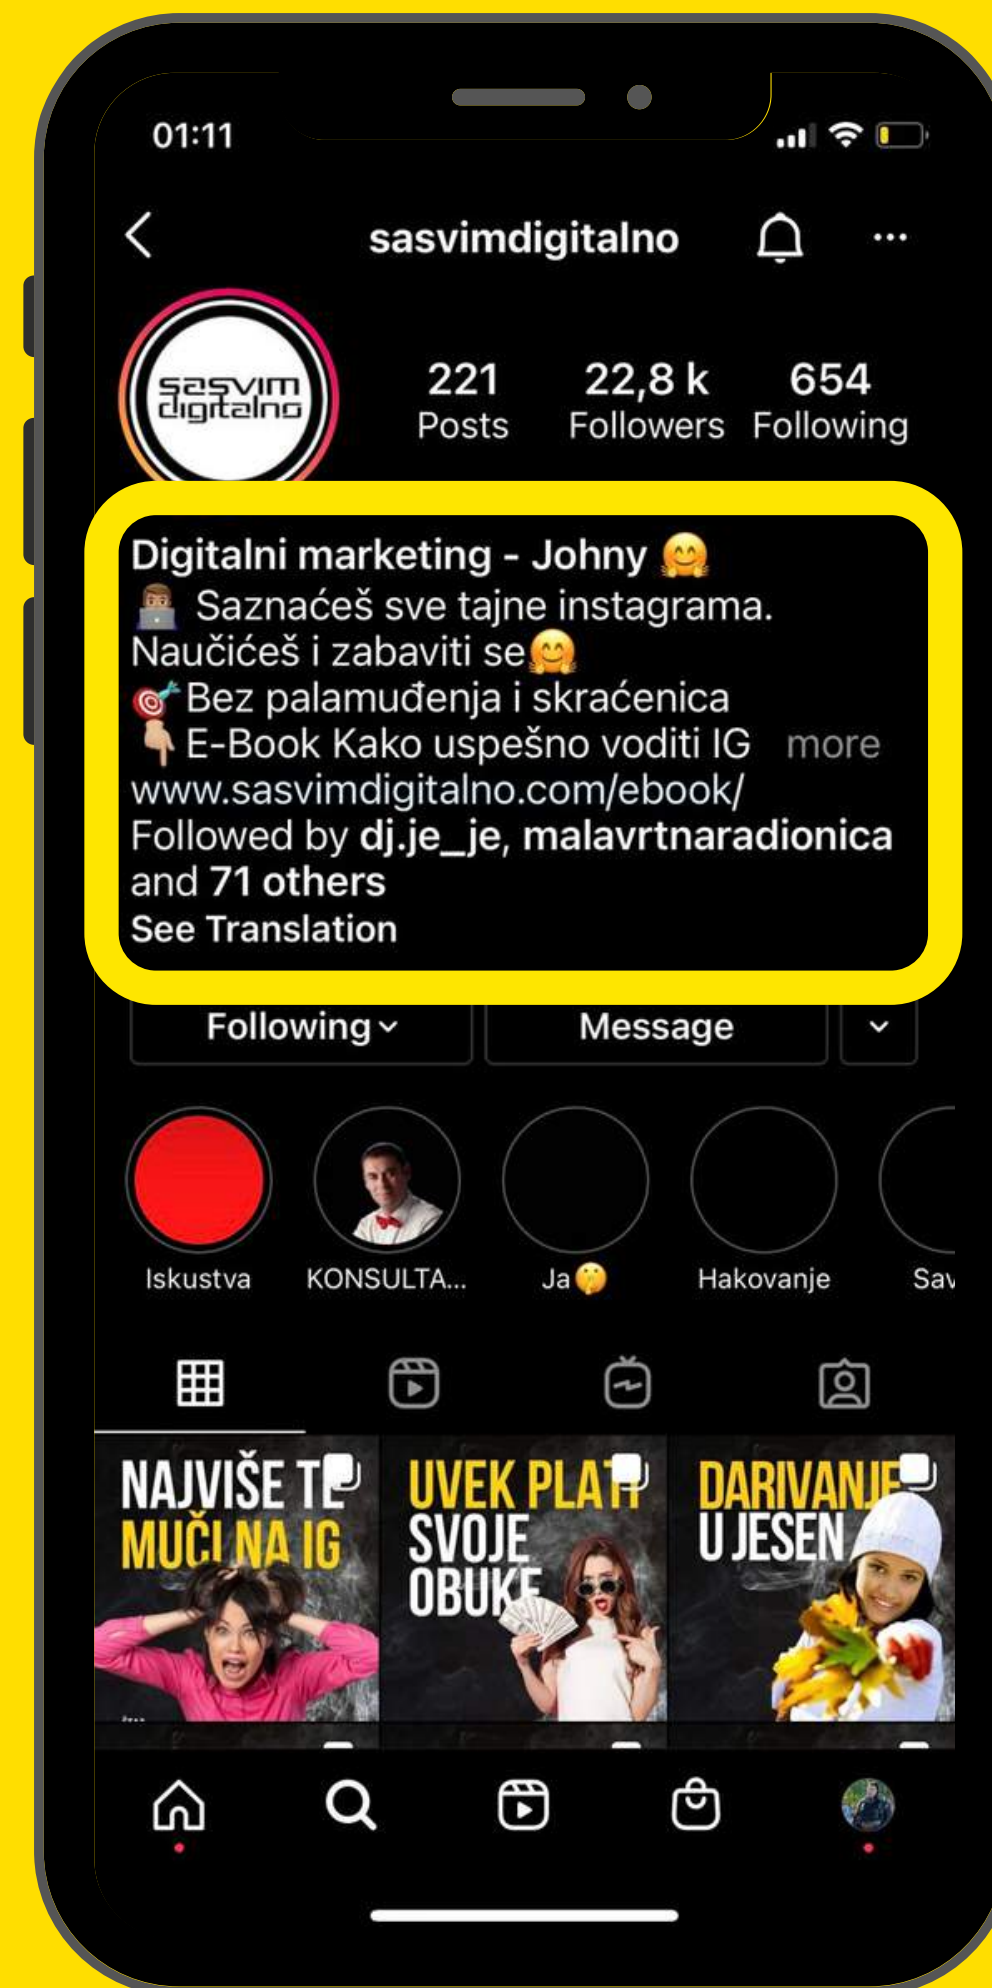 01:11
sasvimdigitalno
sasvim
digitalno
221
Posts
22,8 k
Followers
654
Following
Digitalni marketing - Johny 🤗
👨🏽‍💻 Saznaćeš sve tajne instagrama.
Naučićeš i zabaviti se🤗
🎯Bez palamuđenja i skraćenica
👇🏼E-Book Kako uspešno voditi IG more
www.sasvimdigitalno.com/ebook/
Followed by dj.je_je, malavrtnaradionica
and 71 others
See Translation
Following
Message
Iskustva
KONSULTA...
Ja🤫
Hakovanje
Sav
NAJVIŠE TE
MUČI NA IG
UVEK PLATI
SVOJE
OBUKE
DARIVANJE
U JESEN